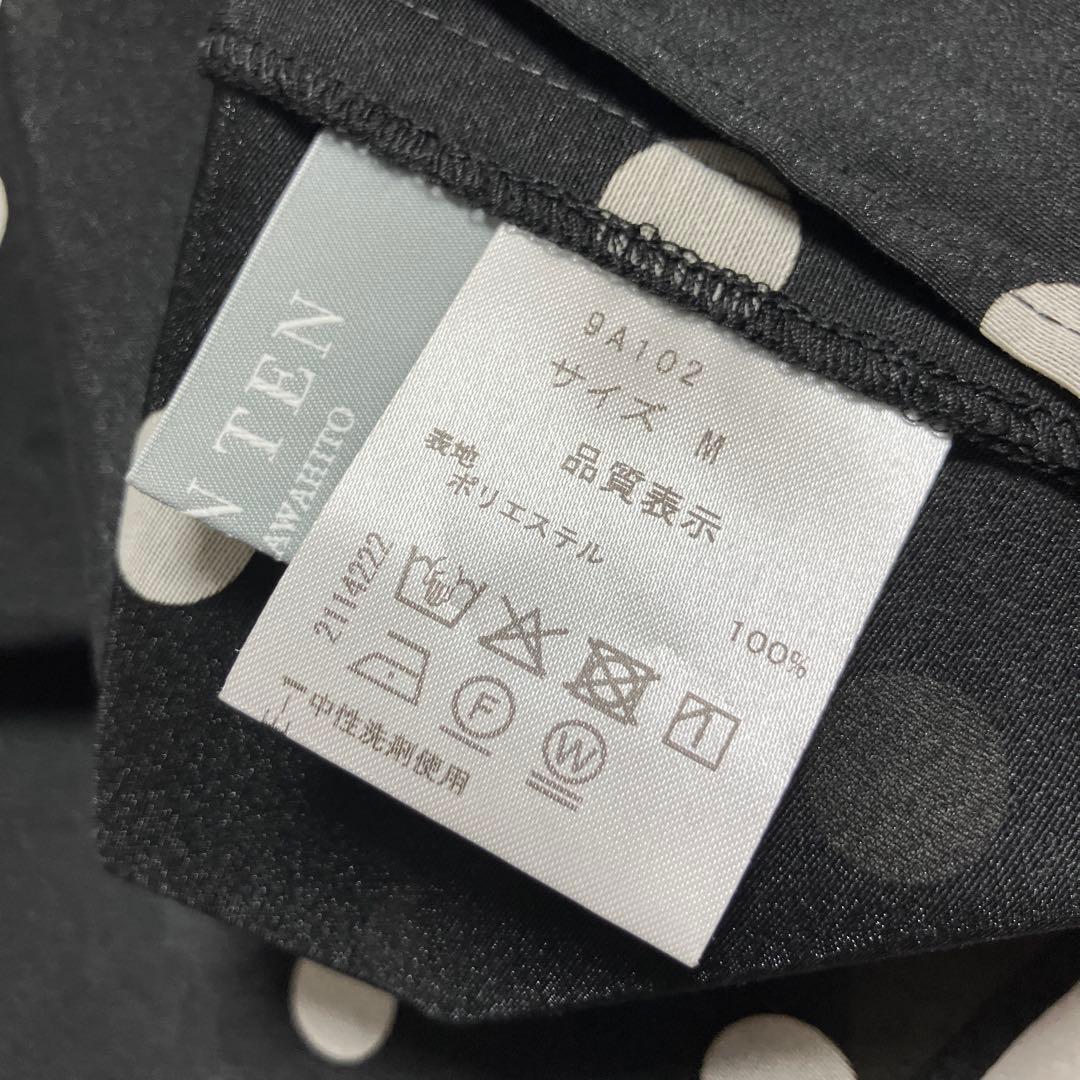 N TEN
AWAHITO
9A102
サイズ M
品質表示
表地
ポリエステル 100%
2114222
F
W
中性洗剤使用